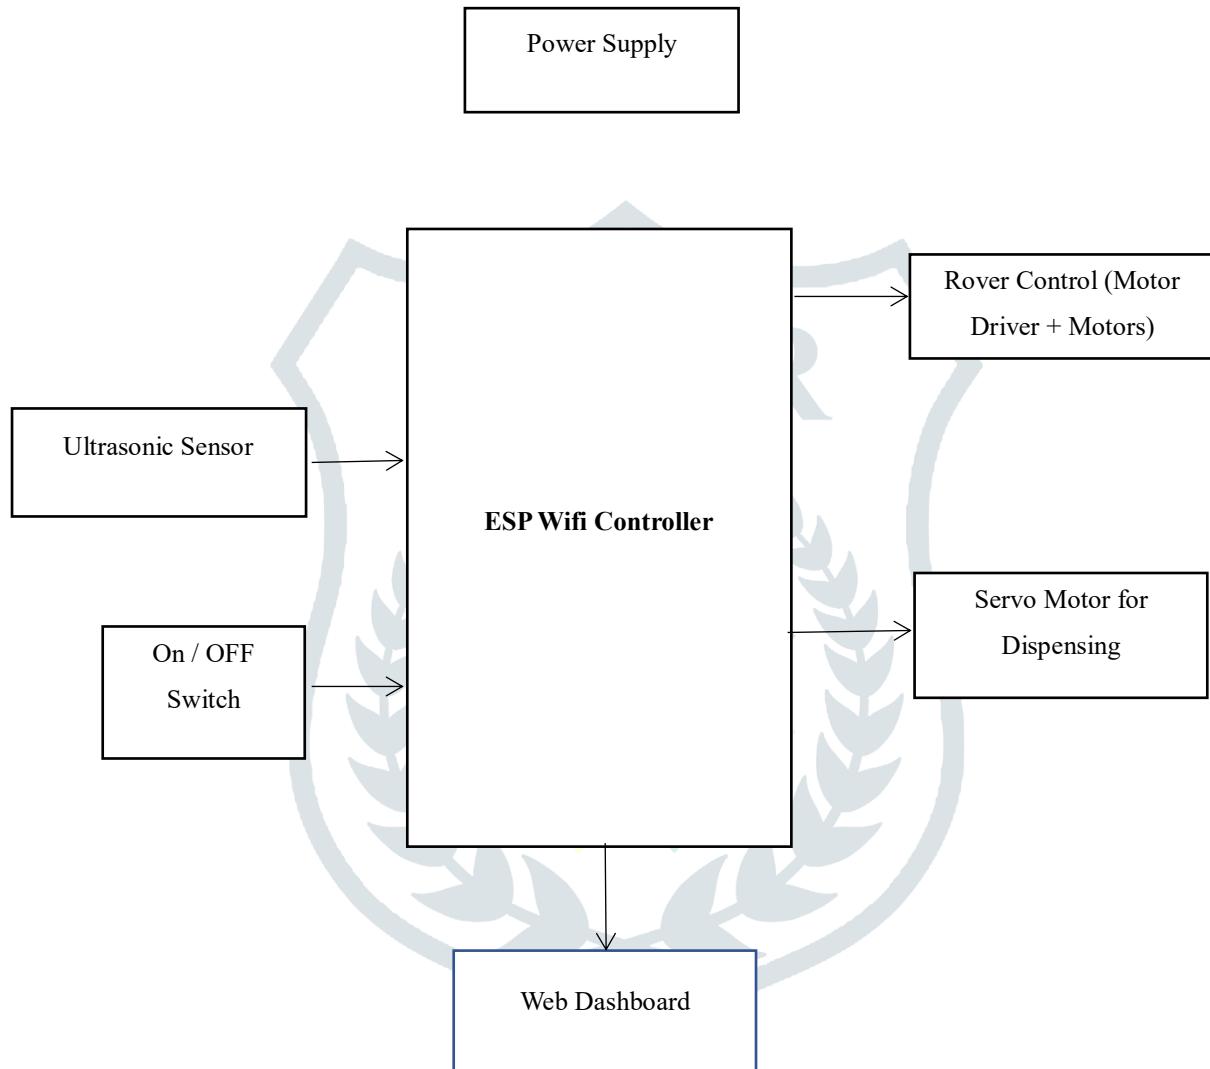 Power Supply
Rover Control (Motor
Driver + Motors)
Ultrasonic Sensor
ESP Wifi Controller
Servo Motor for
Dispensing
On / OFF
Switch
Web Dashboard